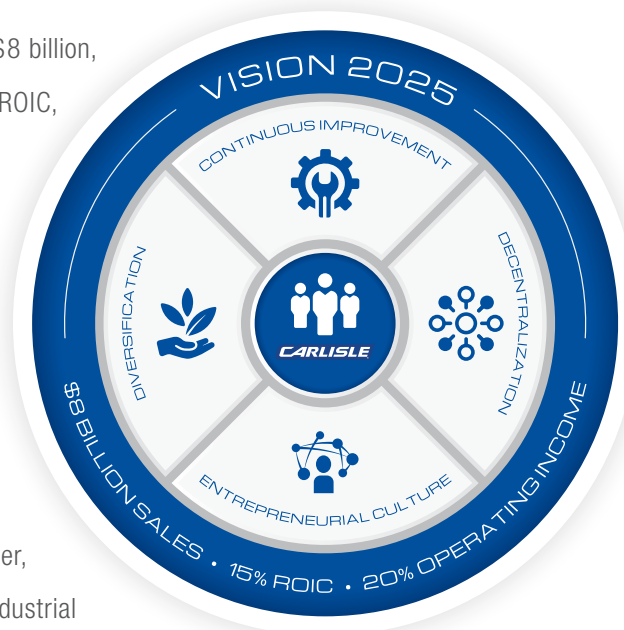 $8 billion,
ROIC,
VISION 2025
CONTINUOUS IMPROVEMENT
DIVERSIFICATION
DECENTRALIZATION
CARLISLE
ENTREPRENEURIAL CULTURE
$8 BILLION SALES • 15% ROIC • 20% OPERATING INCOME
er,
dustrial